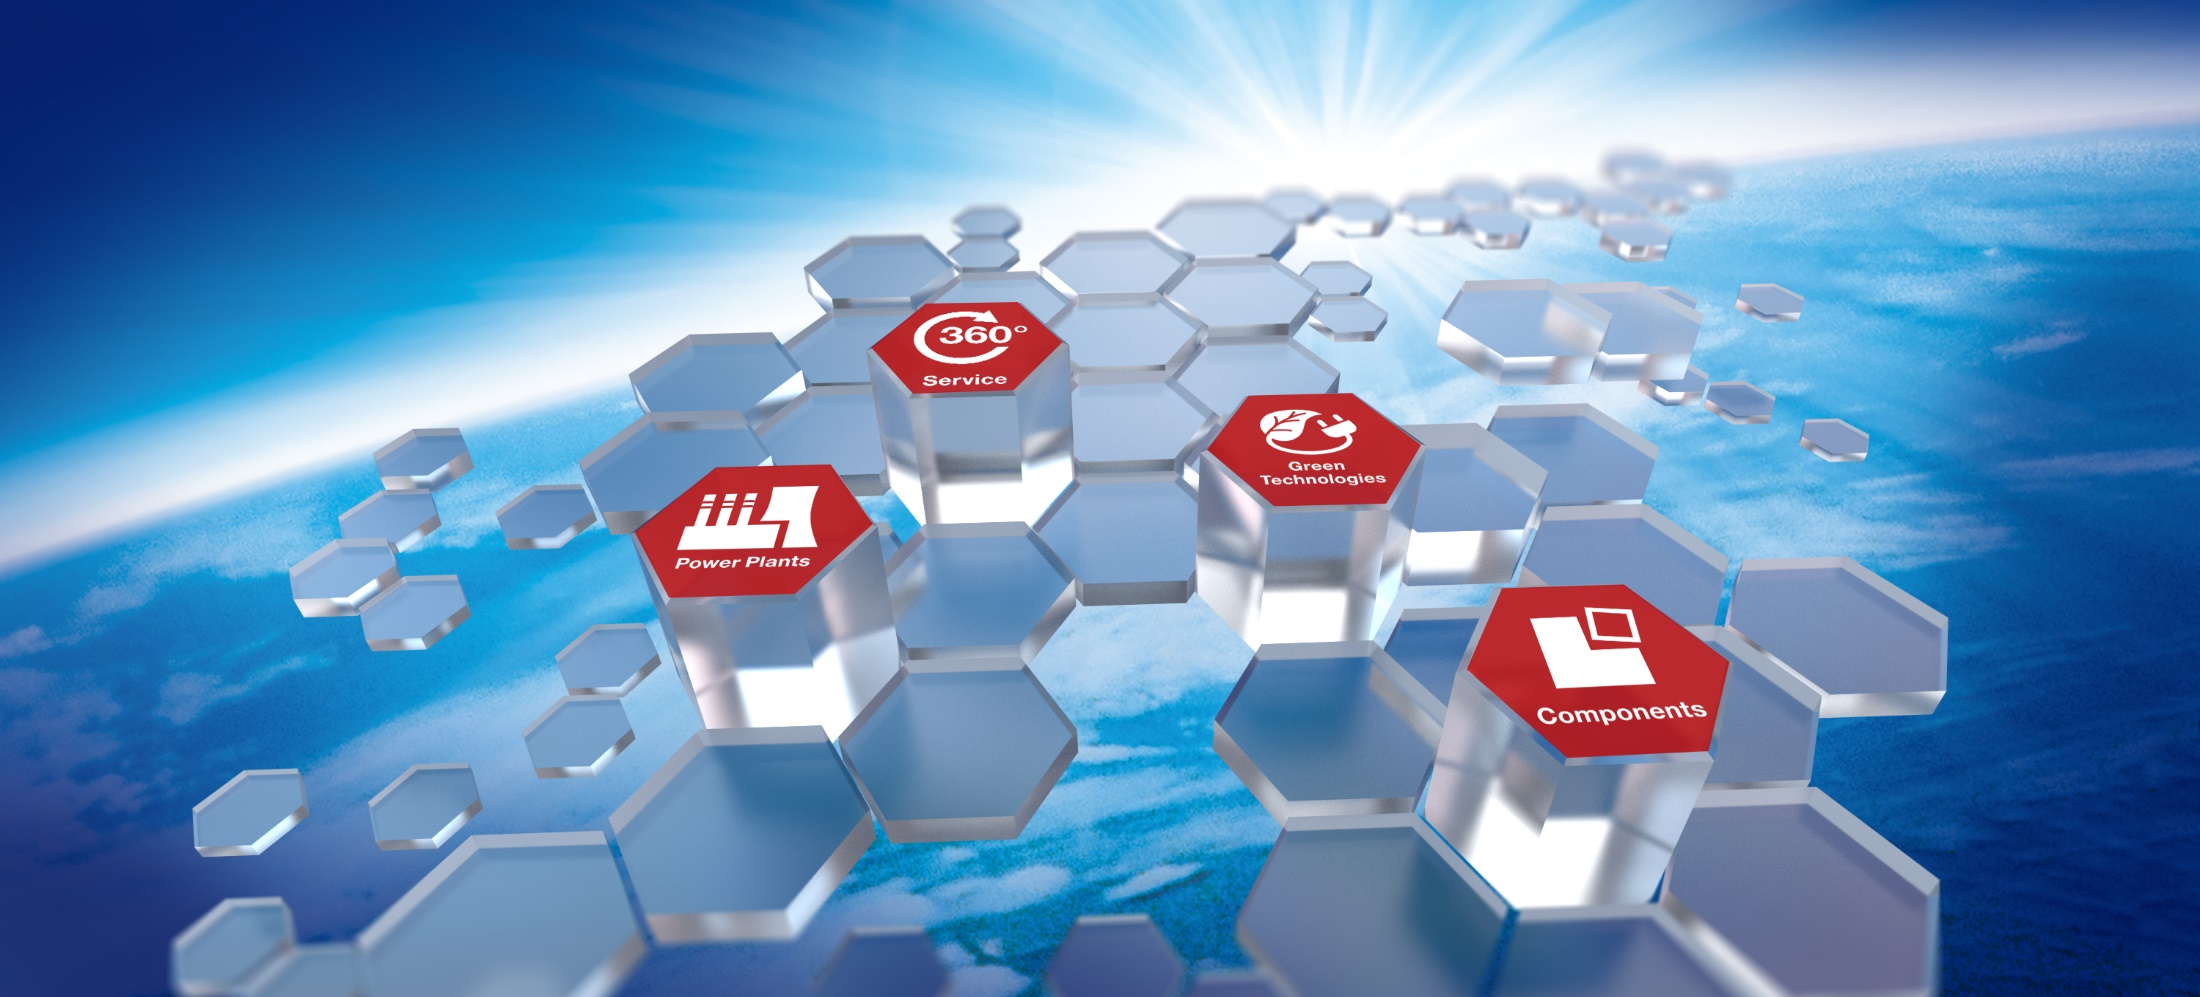 360°
Service
Green
Technologies
Power Plants
Components